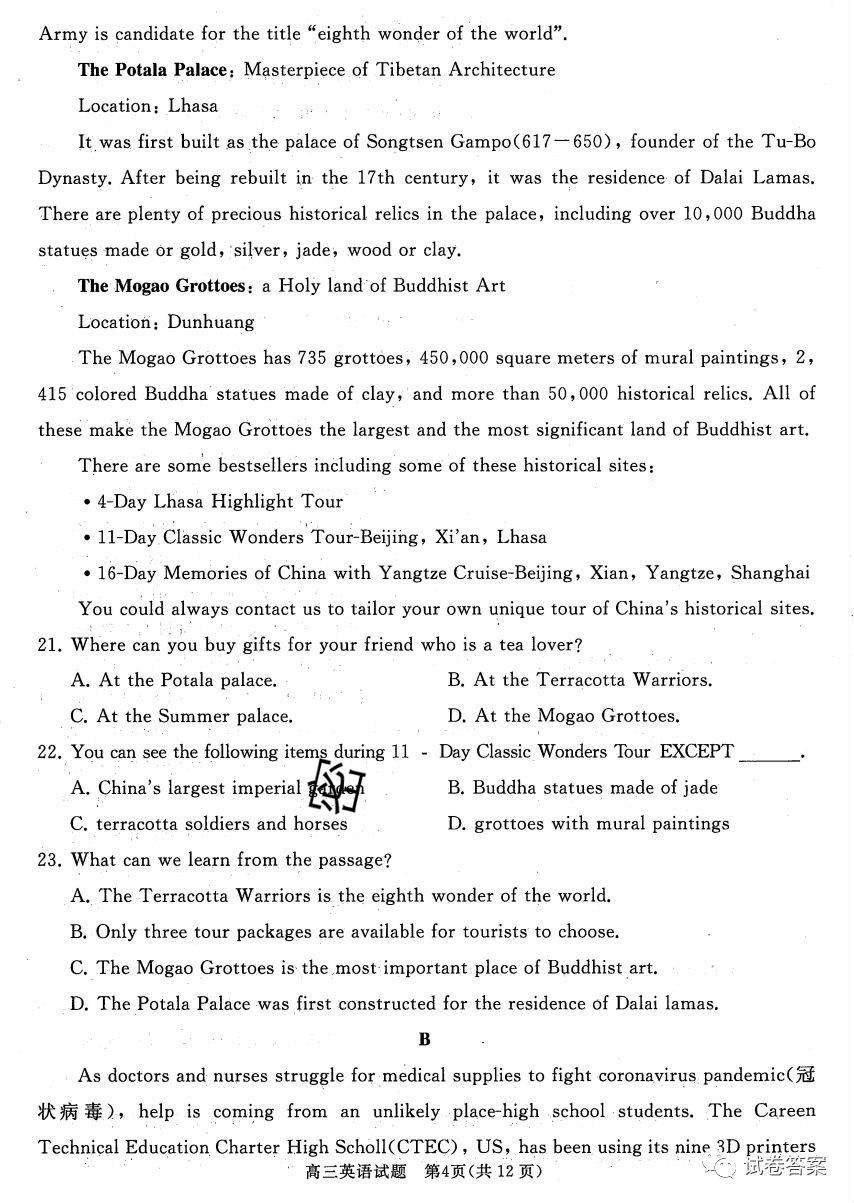 Army is candidate for the title “eighth wonder of the world”.
The Potala Palace: Masterpiece of Tibetan Architecture
Location: Lhasa
It was first built as the palace of Songtsen Gampo(617－650), founder of the Tu-Bo
Dynasty. After being rebuilt in the 17th century, it was the residence of Dalai Lamas.
There are plenty of precious historical relics in the palace, including over 10,000 Buddha
statues made or gold, silver, jade, wood or clay.
The Mogao Grottoes: a Holy land of Buddhist Art
Location: Dunhuang
The Mogao Grottoes has 735 grottoes, 450,000 square meters of mural paintings, 2,
415 colored Buddha statues made of clay, and more than 50,000 historical relics. All of
these make the Mogao Grottoes the largest and the most significant land of Buddhist art.
There are some bestsellers including some of these historical sites:
• 4-Day Lhasa Highlight Tour
• 11-Day Classic Wonders Tour-Beijing, Xi’an, Lhasa
• 16-Day Memories of China with Yangtze Cruise-Beijing, Xian, Yangtze, Shanghai
You could always contact us to tailor your own unique tour of China’s historical sites.
21. Where can you buy gifts for your friend who is a tea lover?
A. At the Potala palace. B. At the Terracotta Warriors.
C. At the Summer palace. D. At the Mogao Grottoes.
22. You can see the following items during 11 - Day Classic Wonders Tour EXCEPT ______.
A. China’s largest imperial garden B. Buddha statues made of jade
C. terracotta soldiers and horses D. grottoes with mural paintings
23. What can we learn from the passage?
A. The Terracotta Warriors is the eighth wonder of the world.
B. Only three tour packages are available for tourists to choose.
C. The Mogao Grottoes is the most important place of Buddhist art.
D. The Potala Palace was first constructed for the residence of Dalai lamas.
B
As doctors and nurses struggle for medical supplies to fight coronavirus pandemic(冠
状病毒), help is coming from an unlikely place-high school students. The Careen
Technical Education Charter High Scholl(CTEC), US, has been using its nine 3D printers
高三英语试题 第4页(共12页)
试卷答案